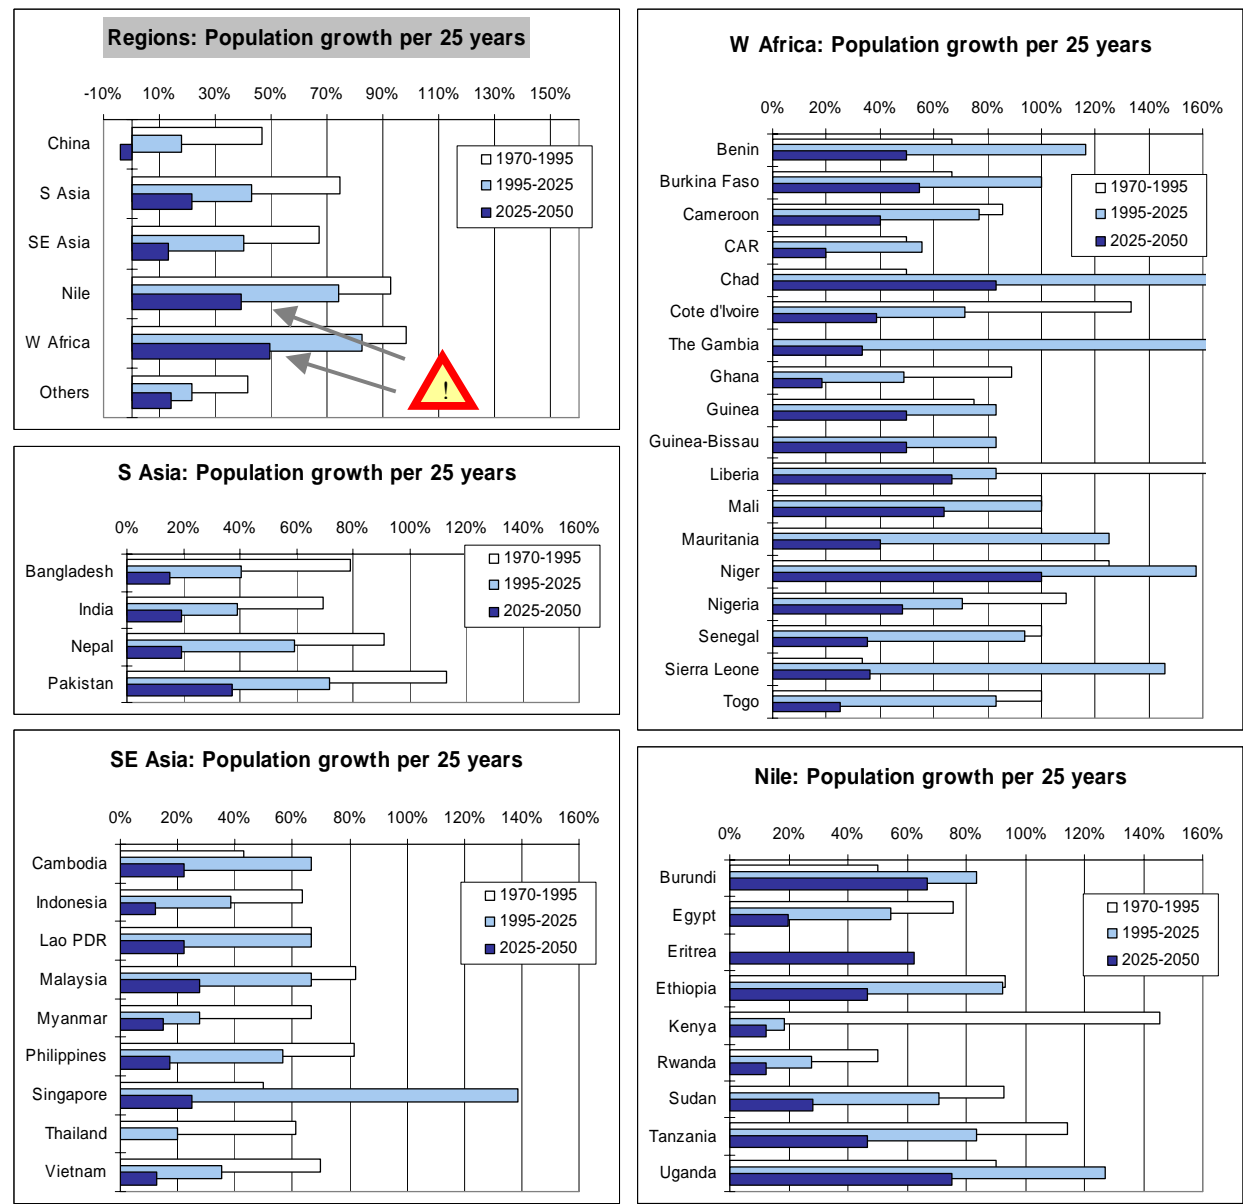 Regions: Population growth per 25 years
-10% 10% 30% 50% 70% 90% 110% 130% 150%
China
S Asia
SE Asia
Nile
W Africa
Others
1970-1995
1995-2025
2025-2050
!
S Asia: Population growth per 25 years
0% 20% 40% 60% 80% 100% 120% 140% 160%
Bangladesh
India
Nepal
Pakistan
1970-1995
1995-2025
2025-2050
SE Asia: Population growth per 25 years
0% 20% 40% 60% 80% 100% 120% 140% 160%
Cambodia
Indonesia
Lao PDR
Malaysia
Myanmar
Philippines
Singapore
Thailand
Vietnam
1970-1995
1995-2025
2025-2050
W Africa: Population growth per 25 years
0% 20% 40% 60% 80% 100% 120% 140% 160%
Benin
Burkina Faso
Cameroon
CAR
Chad
Cote d'Ivoire
The Gambia
Ghana
Guinea
Guinea-Bissau
Liberia
Mali
Mauritania
Niger
Nigeria
Senegal
Sierra Leone
Togo
1970-1995
1995-2025
2025-2050
Nile: Population growth per 25 years
0% 20% 40% 60% 80% 100% 120% 140% 160%
Burundi
Egypt
Eritrea
Ethiopia
Kenya
Rwanda
Sudan
Tanzania
Uganda
1970-1995
1995-2025
2025-2050